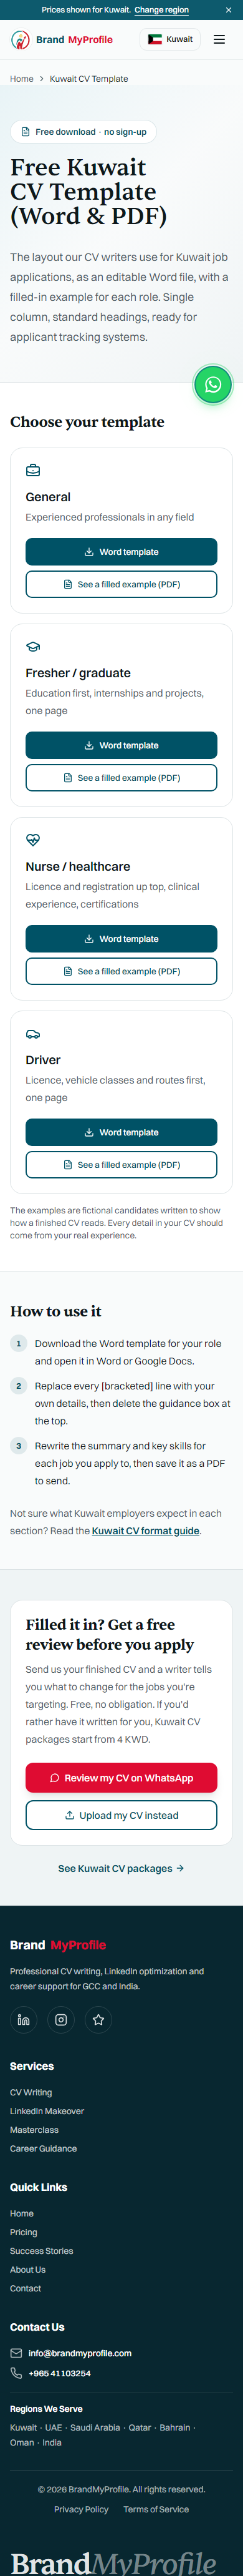 Prices shown for Kuwait. Change region ×
Brand MyProfile
Kuwait
Home > Kuwait CV Template
Free download · no sign-up
Free Kuwait
CV Template
(Word & PDF)
The layout our CV writers use for Kuwait job
applications, as an editable Word file, with a
filled-in example for each role. Single
column, standard headings, ready for
applicant tracking systems.
Choose your template
General
Experienced professionals in any field
Word template
See a filled example (PDF)
Fresher / graduate
Education first, internships and projects,
one page
Word template
See a filled example (PDF)
Nurse / healthcare
Licence and registration up top, clinical
experience, certifications
Word template
See a filled example (PDF)
Driver
Licence, vehicle classes and routes first,
one page
Word template
See a filled example (PDF)
The examples are fictional candidates written to show
how a finished CV reads. Every detail in your CV should
come from your real experience.
How to use it
1 Download the Word template for your role
and open it in Word or Google Docs.
2 Replace every [bracketed] line with your
own details, then delete the guidance box at
the top.
3 Rewrite the summary and key skills for
each job you apply to, then save it as a PDF
to send.
Not sure what Kuwait employers expect in each
section? Read the Kuwait CV format guide.
Filled it in? Get a free
review before you apply
Send us your finished CV and a writer tells
you what to change for the jobs you're
targeting. Free, no obligation. If you'd
rather have it written for you, Kuwait CV
packages start from 4 KWD.
Review my CV on WhatsApp
Upload my CV instead
See Kuwait CV packages →
Brand MyProfile
Professional CV writing, LinkedIn optimization and
career support for GCC and India.
Services
CV Writing
LinkedIn Makeover
Masterclass
Career Guidance
Quick Links
Home
Pricing
Success Stories
About Us
Contact
Contact Us
info@brandmyprofile.com
+965 41103254
Regions We Serve
Kuwait · UAE · Saudi Arabia · Qatar · Bahrain ·
Oman · India
© 2026 BrandMyProfile. All rights reserved.
Privacy Policy Terms of Service
BrandMyProfile